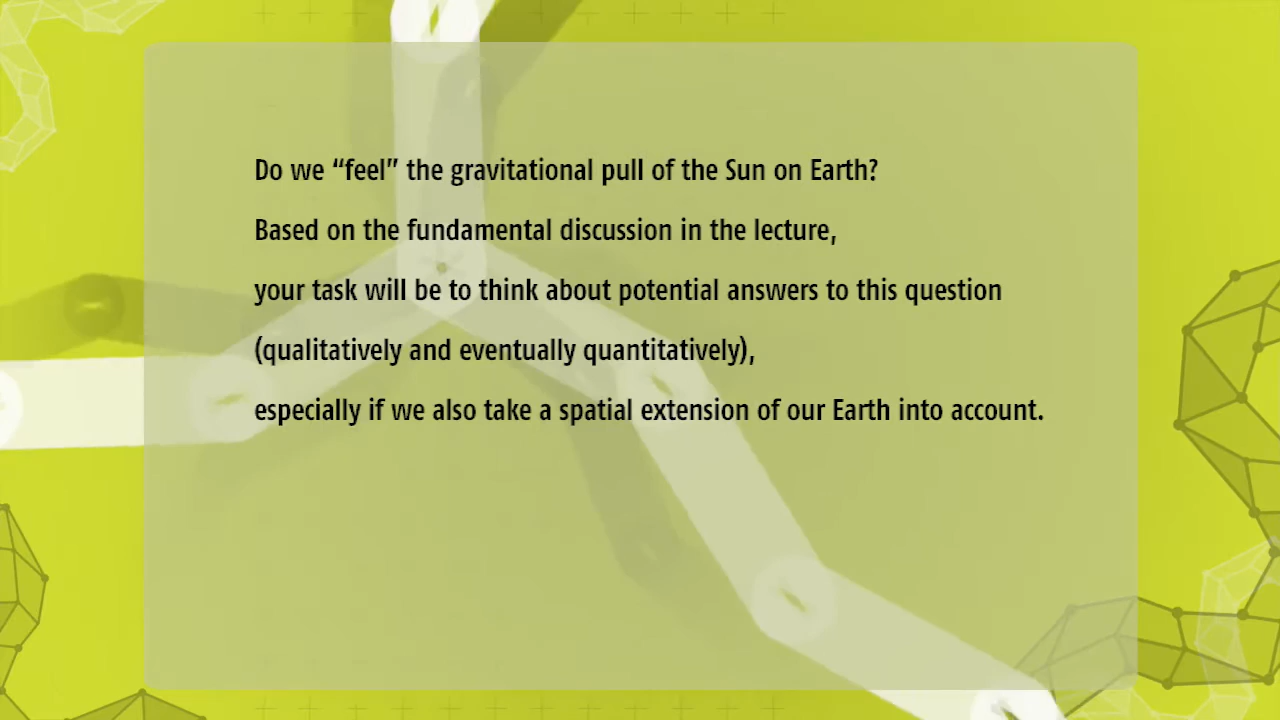 Do we “feel” the gravitational pull of the Sun on Earth?
Based on the fundamental discussion in the lecture,
your task will be to think about potential answers to this question
(qualitatively and eventually quantitatively),
especially if we also take a spatial extension of our Earth into account.